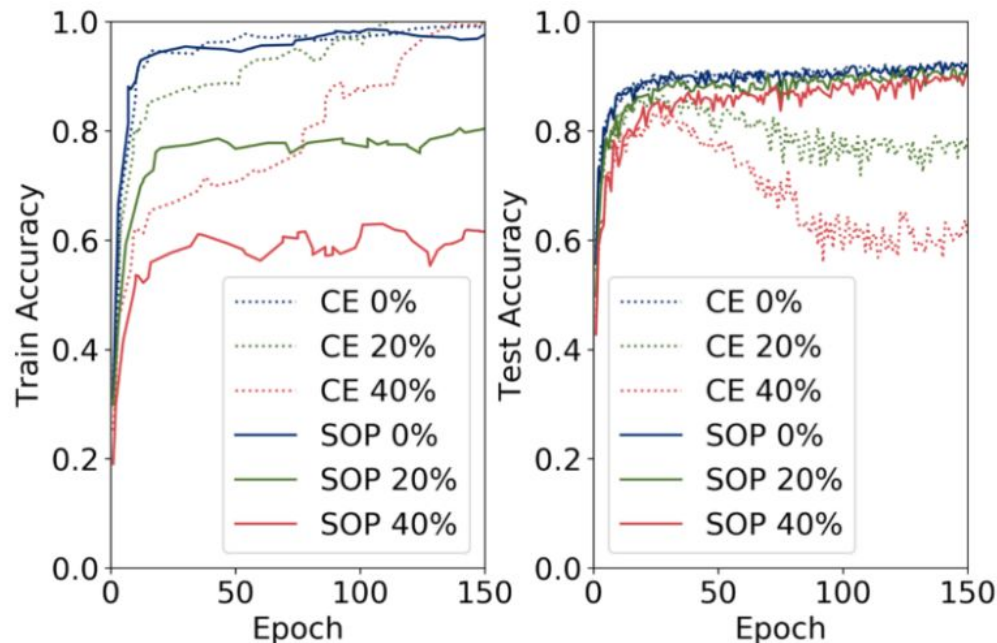 Train Accuracy
1.0
0.8
0.6
0.4
0.2
0.0
CE 0%
CE 20%
CE 40%
SOP 0%
SOP 20%
SOP 40%
0
50
100
150
Epoch
Test Accuracy
1.0
0.8
0.6
0.4
0.2
0.0
CE 0%
CE 20%
CE 40%
SOP 0%
SOP 20%
SOP 40%
0
50
100
150
Epoch